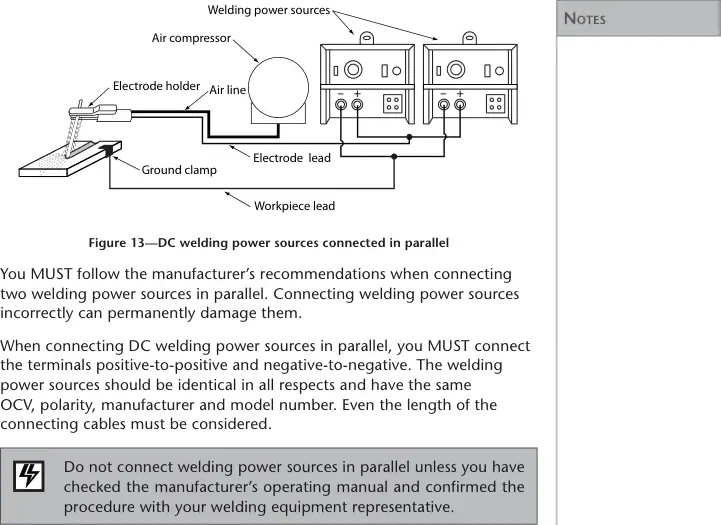 NOTES
Welding power sources
Air compressor
Electrode holder
Air line
– +
– +
Electrode lead
Ground clamp
Workpiece lead
Figure 13—DC welding power sources connected in parallel
You MUST follow the manufacturer’s recommendations when connecting
two welding power sources in parallel. Connecting welding power sources
incorrectly can permanently damage them.
When connecting DC welding power sources in parallel, you MUST connect
the terminals positive-to-positive and negative-to-negative. The welding
power sources should be identical in all respects and have the same
OCV, polarity, manufacturer and model number. Even the length of the
connecting cables must be considered.
Do not connect welding power sources in parallel unless you have
checked the manufacturer’s operating manual and confirmed the
procedure with your welding equipment representative.